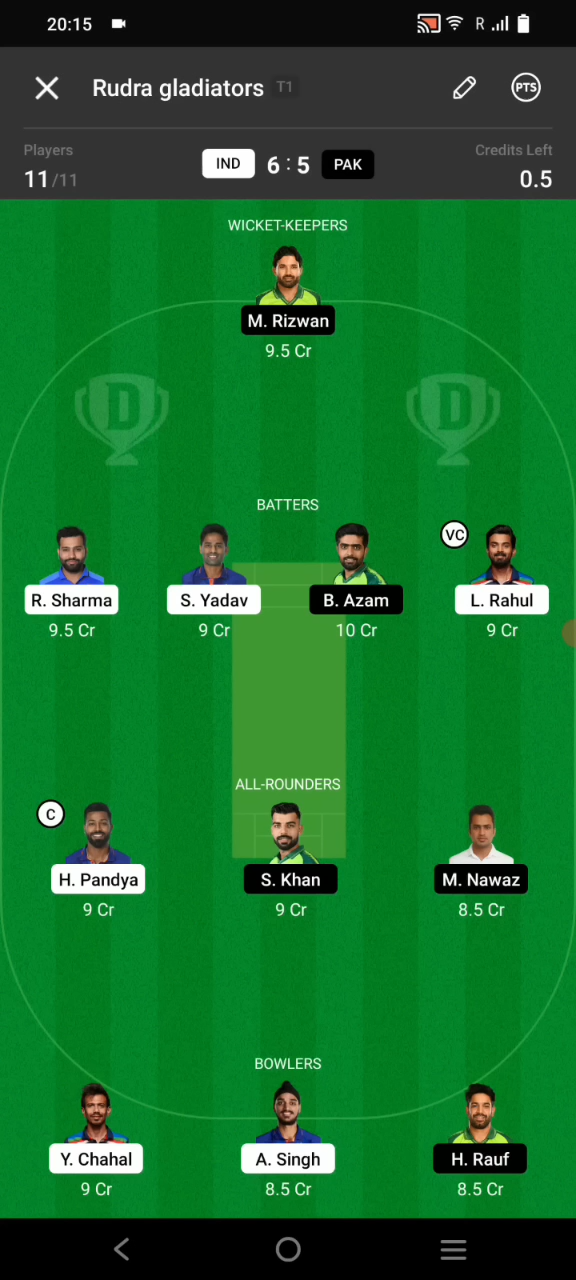 20:15
R
Rudra gladiators T1
PTS
Players
Credits Left
11/11
IND 6 : 5 PAK
0.5
WICKET-KEEPERS
M. Rizwan
9.5 Cr
D D
BATTERS
VC
R. Sharma S. Yadav B. Azam L. Rahul
9.5 Cr 9 Cr 10 Cr 9 Cr
ALL-ROUNDERS
C
H. Pandya S. Khan M. Nawaz
9 Cr 9 Cr 8.5 Cr
BOWLERS
Y. Chahal A. Singh H. Rauf
9 Cr 8.5 Cr 8.5 Cr